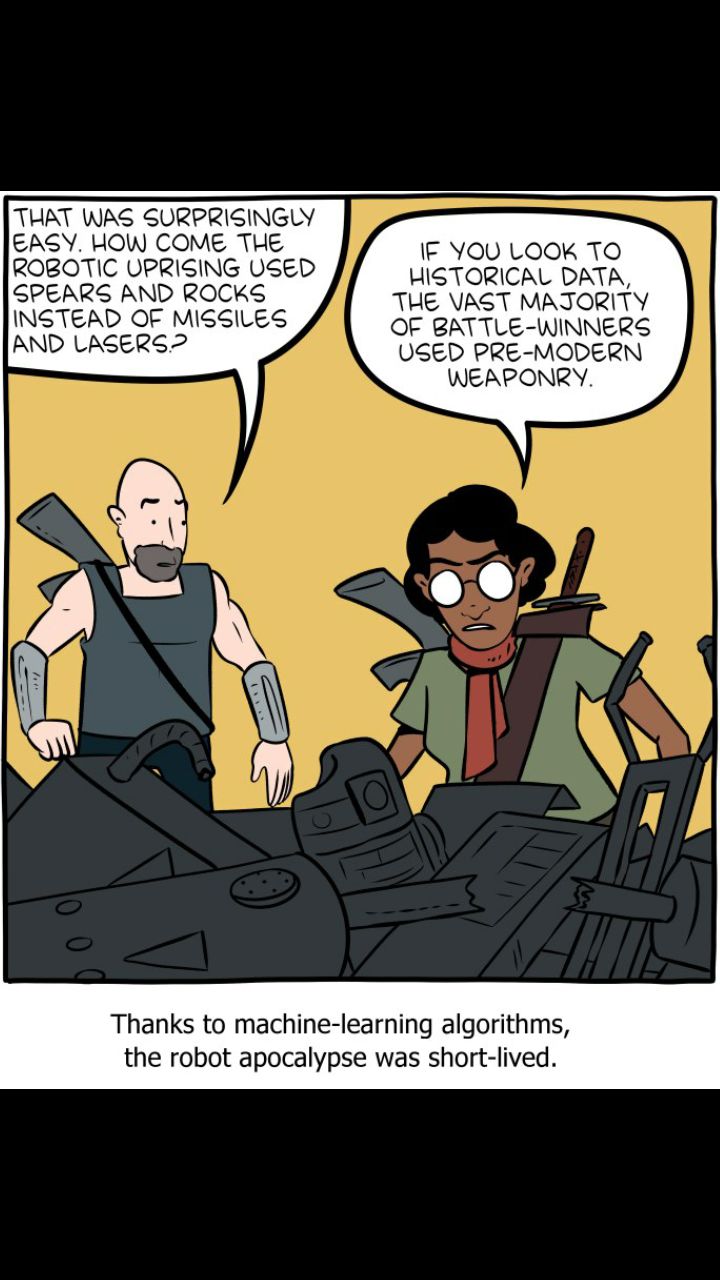 THAT WAS SURPRISINGLY
EASY. HOW COME THE
ROBOTIC UPRISING USED
SPEARS AND ROCKS
INSTEAD OF MISSILES
AND LASERS?
IF YOU LOOK TO
HISTORICAL DATA,
THE VAST MAJORITY
OF BATTLE-WINNERS
USED PRE-MODERN
WEAPONRY.
Thanks to machine-learning algorithms,
the robot apocalypse was short-lived.